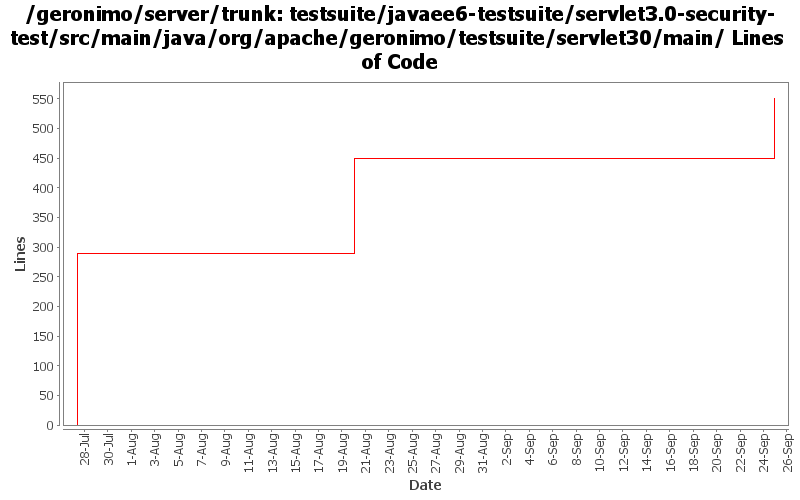 /geronimo/server/trunk: testsuite/javaee6-testsuite/servlet3.0-security-
test/src/main/java/org/apache/geronimo/testsuite/servlet30/main/ Lines
of Code
Lines
550
500
450
400
350
300
250
200
150
100
50
0
28-Jul
30-Jul
1-Aug
3-Aug
5-Aug
7-Aug
9-Aug
11-Aug
13-Aug
15-Aug
17-Aug
19-Aug
21-Aug
23-Aug
25-Aug
27-Aug
29-Aug
31-Aug
2-Sep
4-Sep
6-Sep
8-Sep
10-Sep
12-Sep
14-Sep
16-Sep
18-Sep
20-Sep
22-Sep
24-Sep
26-Sep
Date